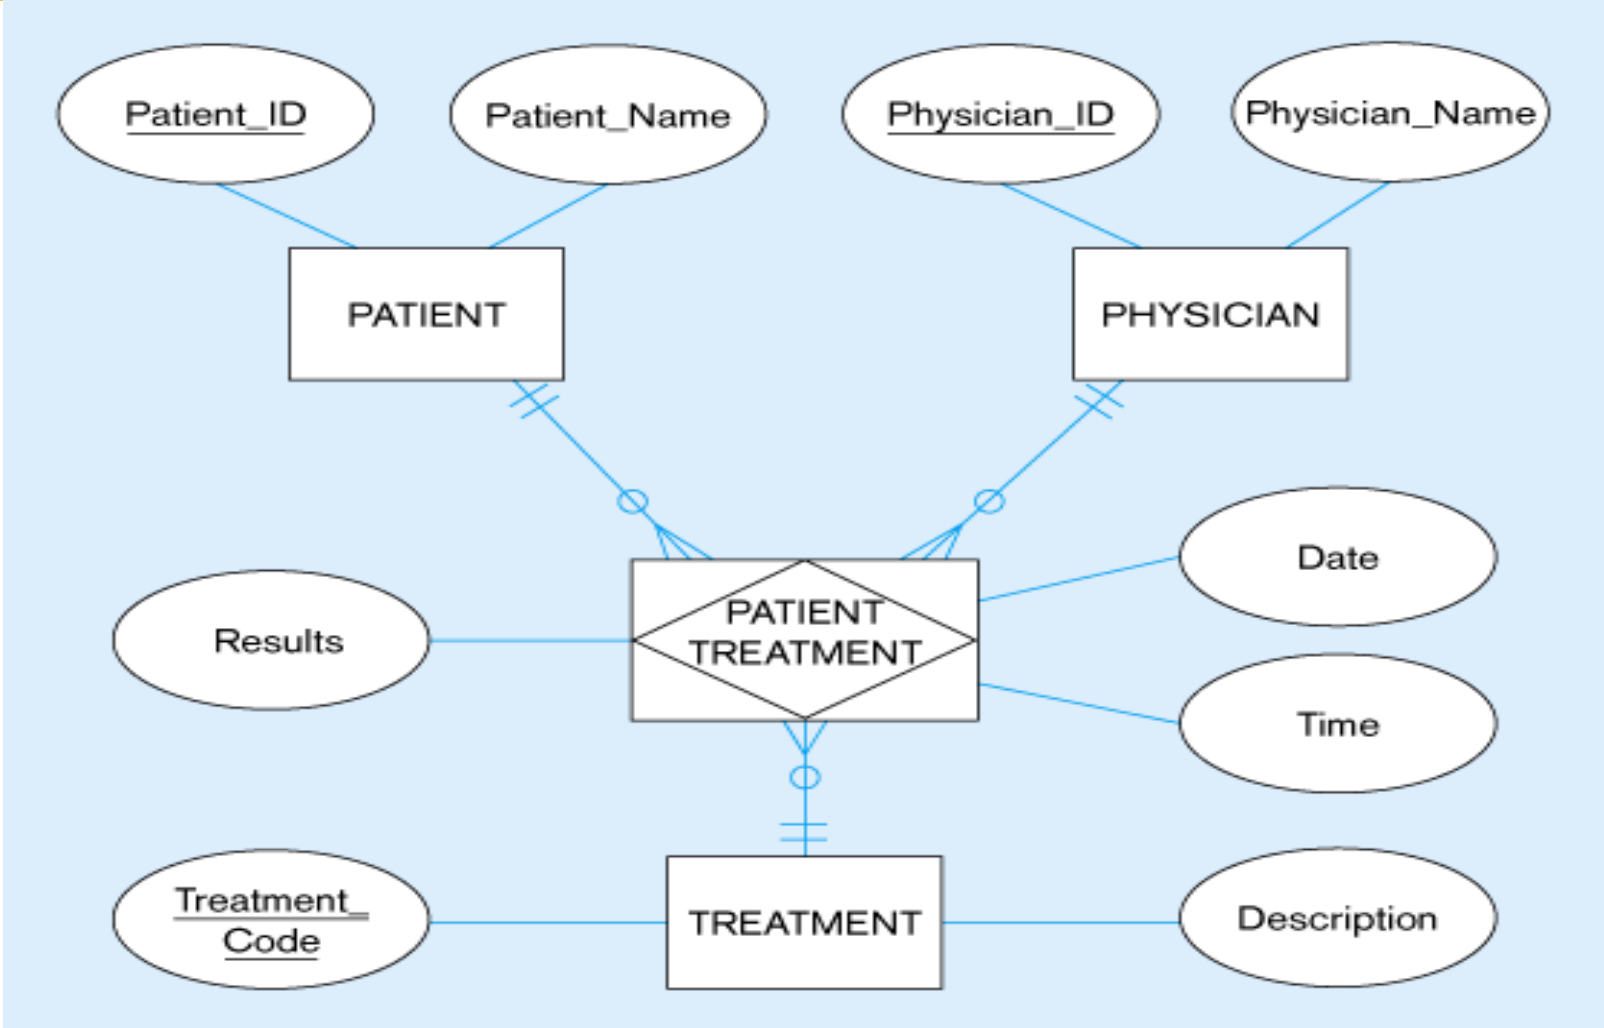 Patient_ID
Patient_Name
Physician_ID
Physician_Name
PATIENT
PHYSICIAN
Date
PATIENT
TREATMENT
Results
Time
Treatment_
Code
TREATMENT
Description